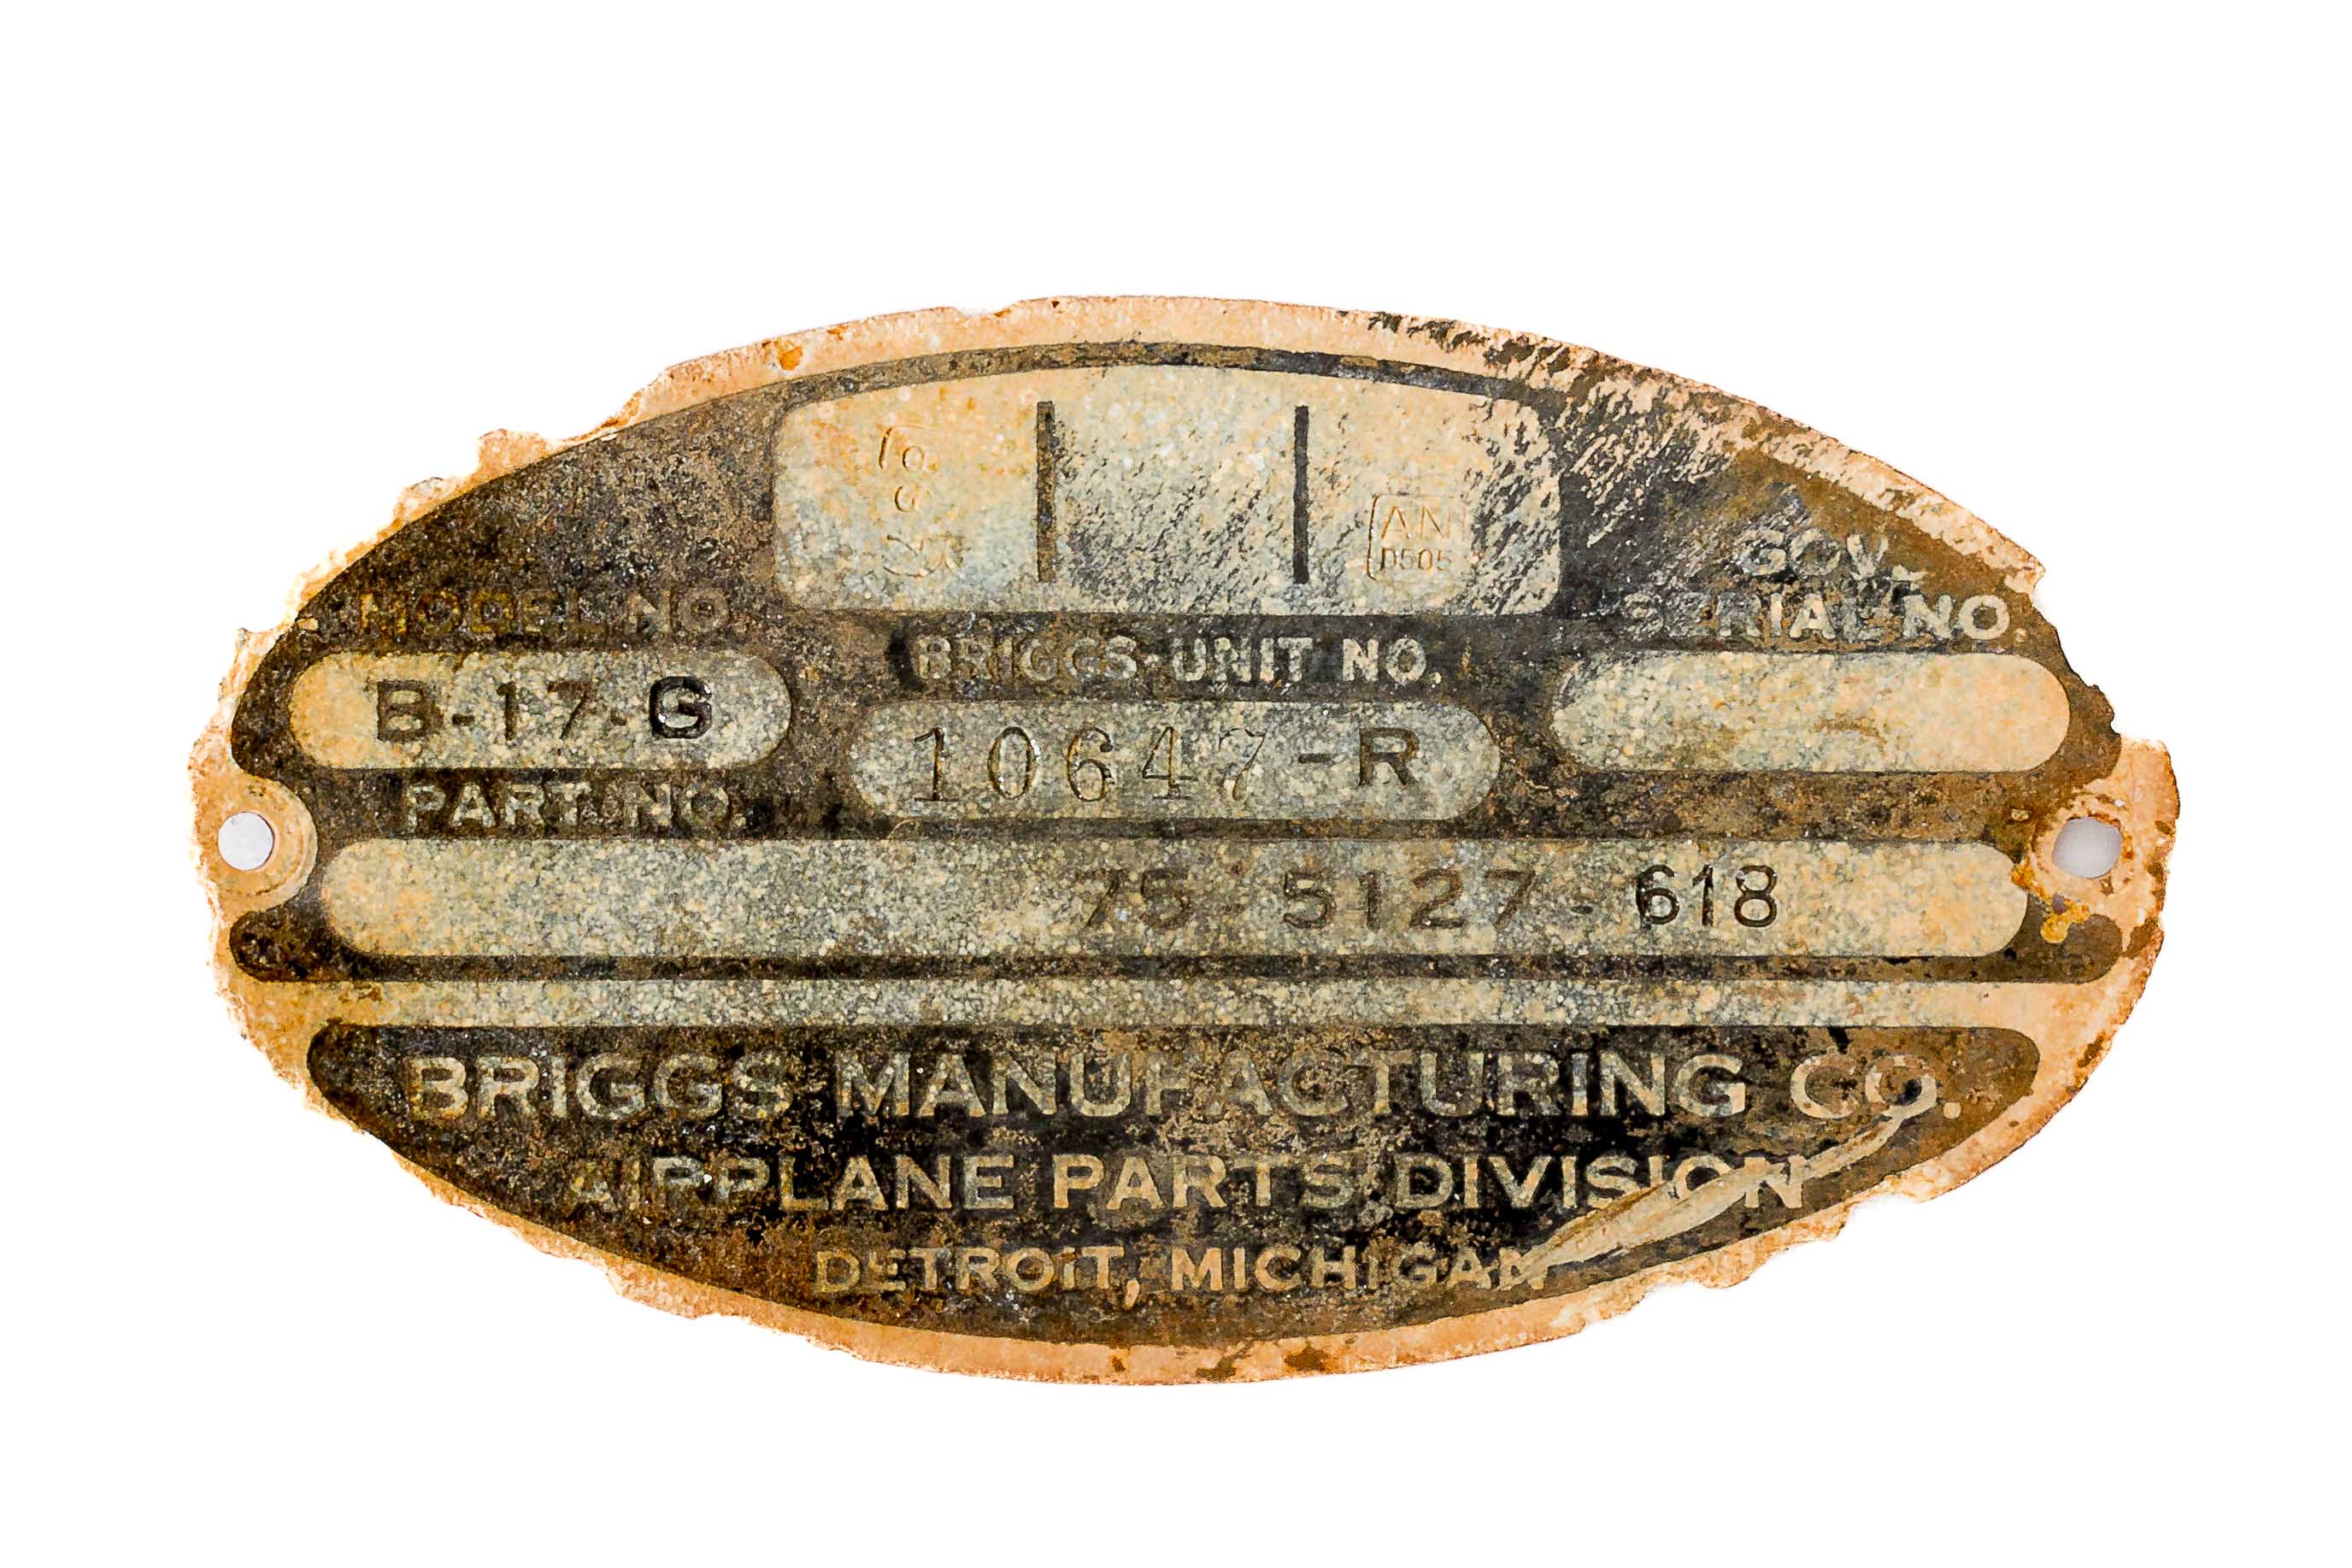 AN
D505
GOV.
SERIAL NO.
MODEL NO.
BRIGGS UNIT NO.
B-17-G
10647-R
PART NO.
75-5127-618
BRIGGS MANUFACTURING CO.
AIRPLANE PARTS DIVISION
DETROIT, MICHIGAN